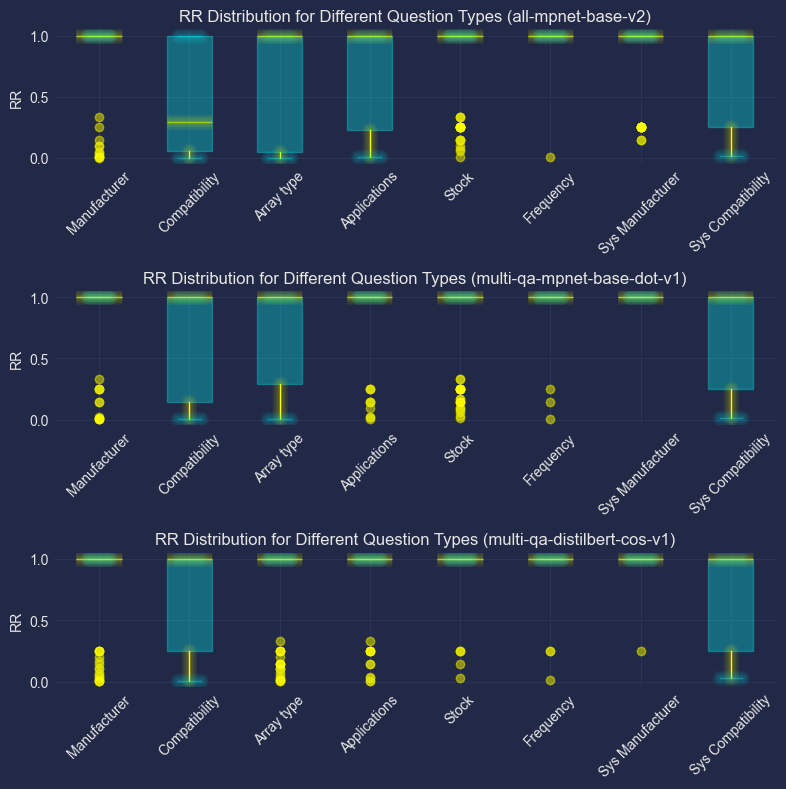 RR Distribution for Different Question Types (all-mpnet-base-v2)
1.0
0.5
0.0
RR
Manufacturer
Compatibility
Array type
Applications
Stock
Frequency
Sys Manufacturer
Sys Compatibility
RR Distribution for Different Question Types (multi-qa-mpnet-base-dot-v1)
1.0
0.5
0.0
RR
Manufacturer
Compatibility
Array type
Applications
Stock
Frequency
Sys Manufacturer
Sys Compatibility
RR Distribution for Different Question Types (multi-qa-distilbert-cos-v1)
1.0
0.5
0.0
RR
Manufacturer
Compatibility
Array type
Applications
Stock
Frequency
Sys Manufacturer
Sys Compatibility